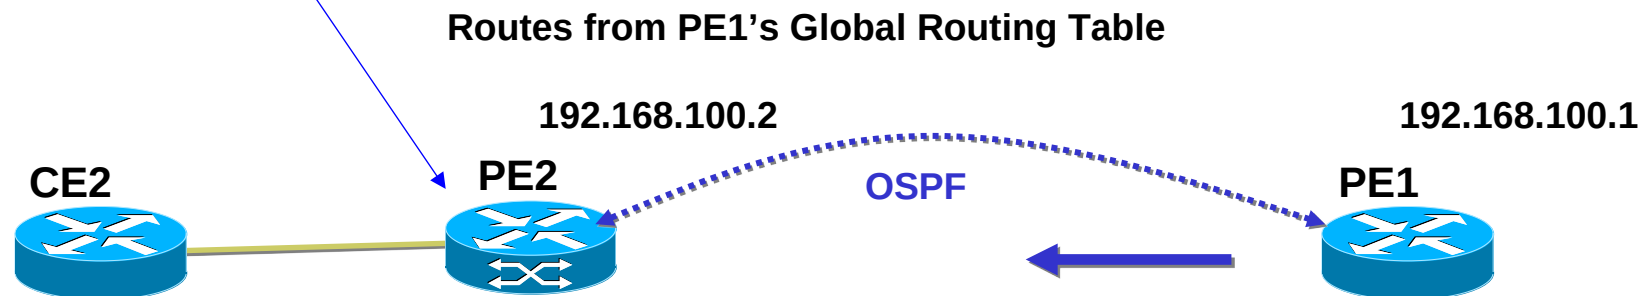 Routes from PE1’s Global Routing Table
192.168.100.2
192.168.100.1
CE2
PE2
OSPF
PE1